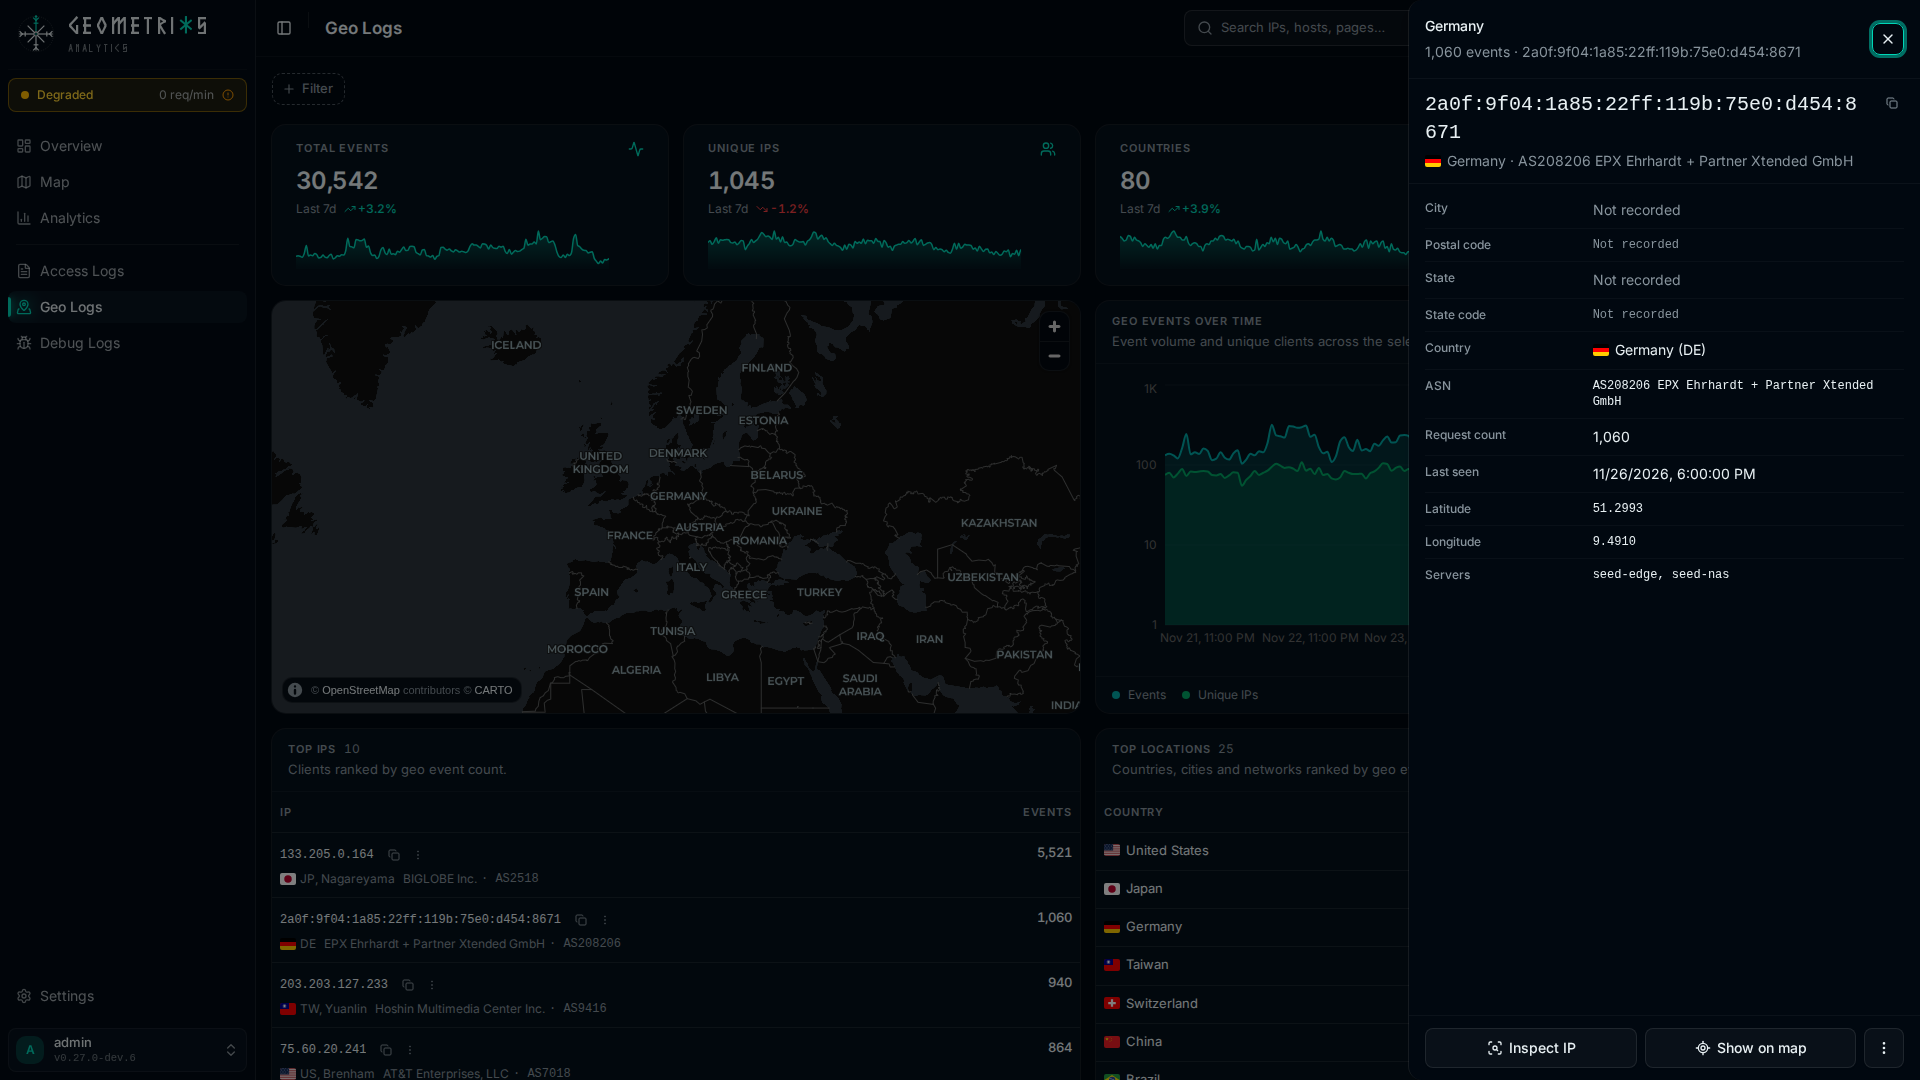 GEOMETRI*S
ANALYTICS
Degraded
0 req/min
Overview
Map
Analytics
Access Logs
Geo Logs
Debug Logs
Settings
A
admin
v0.27.0-dev.6
Geo Logs
Search IPs, hosts, pages...
Filter
TOTAL EVENTS
30,542
Last 7d +3.2%
UNIQUE IPS
1,045
Last 7d -1.2%
COUNTRIES
80
Last 7d +3.9%
ICELAND
FINLAND
SWEDEN
ESTONIA
UNITED
KINGDOM
DENMARK
BELARUS
GERMANY
UKRAINE
FRANCE
AUSTRIA
ROMANIA
KAZAKHSTAN
ITALY
UZBEKISTAN
SPAIN
GREECE
TURKEY
TUNISIA
IRAQ
IRAN
MOROCCO
PAKISTAN
ALGERIA
LIBYA
EGYPT
SAUDI
ARABIA
INDIA
© OpenStreetMap contributors © CARTO
GEO EVENTS OVER TIME
Event volume and unique clients across the sele
1K
100
10
1
Nov 21, 11:00 PM Nov 22, 11:00 PM Nov 23,
Events Unique IPs
TOP IPS 10
Clients ranked by geo event count.
IP EVENTS
133.205.0.164 5,521
JP, Nagareyama BIGLOBE Inc. · AS2518
2a0f:9f04:1a85:22ff:119b:75e0:d454:8671 1,060
DE EPX Ehrhardt + Partner Xtended GmbH · AS208206
203.203.127.233 940
TW, Yuanlin Hoshin Multimedia Center Inc. · AS9416
75.60.20.241 864
US, Brenham AT&T Enterprises, LLC · AS7018
TOP LOCATIONS 25
Countries, cities and networks ranked by geo e
COUNTRY
United States
Japan
Germany
Taiwan
Switzerland
China
Brazil
Germany
1,060 events · 2a0f:9f04:1a85:22ff:119b:75e0:d454:8671
2a0f:9f04:1a85:22ff:119b:75e0:d454:8
671
Germany · AS208206 EPX Ehrhardt + Partner Xtended GmbH
City Not recorded
Postal code Not recorded
State Not recorded
State code Not recorded
Country Germany (DE)
ASN AS208206 EPX Ehrhardt + Partner Xtended
GmbH
Request count 1,060
Last seen 11/26/2026, 6:00:00 PM
Latitude 51.2993
Longitude 9.4910
Servers seed-edge, seed-nas
Inspect IP
Show on map